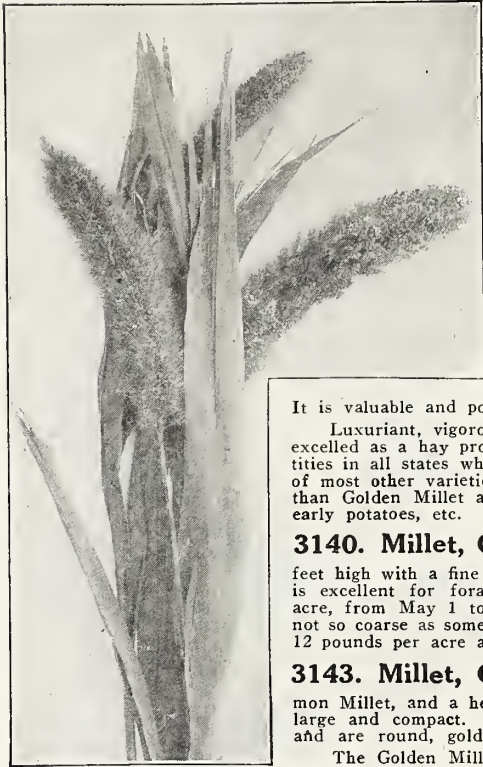 It is valuable and po
Luxuriant, vigoro
excelled as a hay pro
tities in all states wh
of most other varieti
than Golden Millet a
early potatoes, etc.
3140. Millet, C
feet high with a fine
is excellent for fora
acre, from May 1 to
not so coarse as some
12 pounds per acre a
3143. Millet, G
mon Millet, and a he
large and compact.
and are round, gold
The Golden Mill